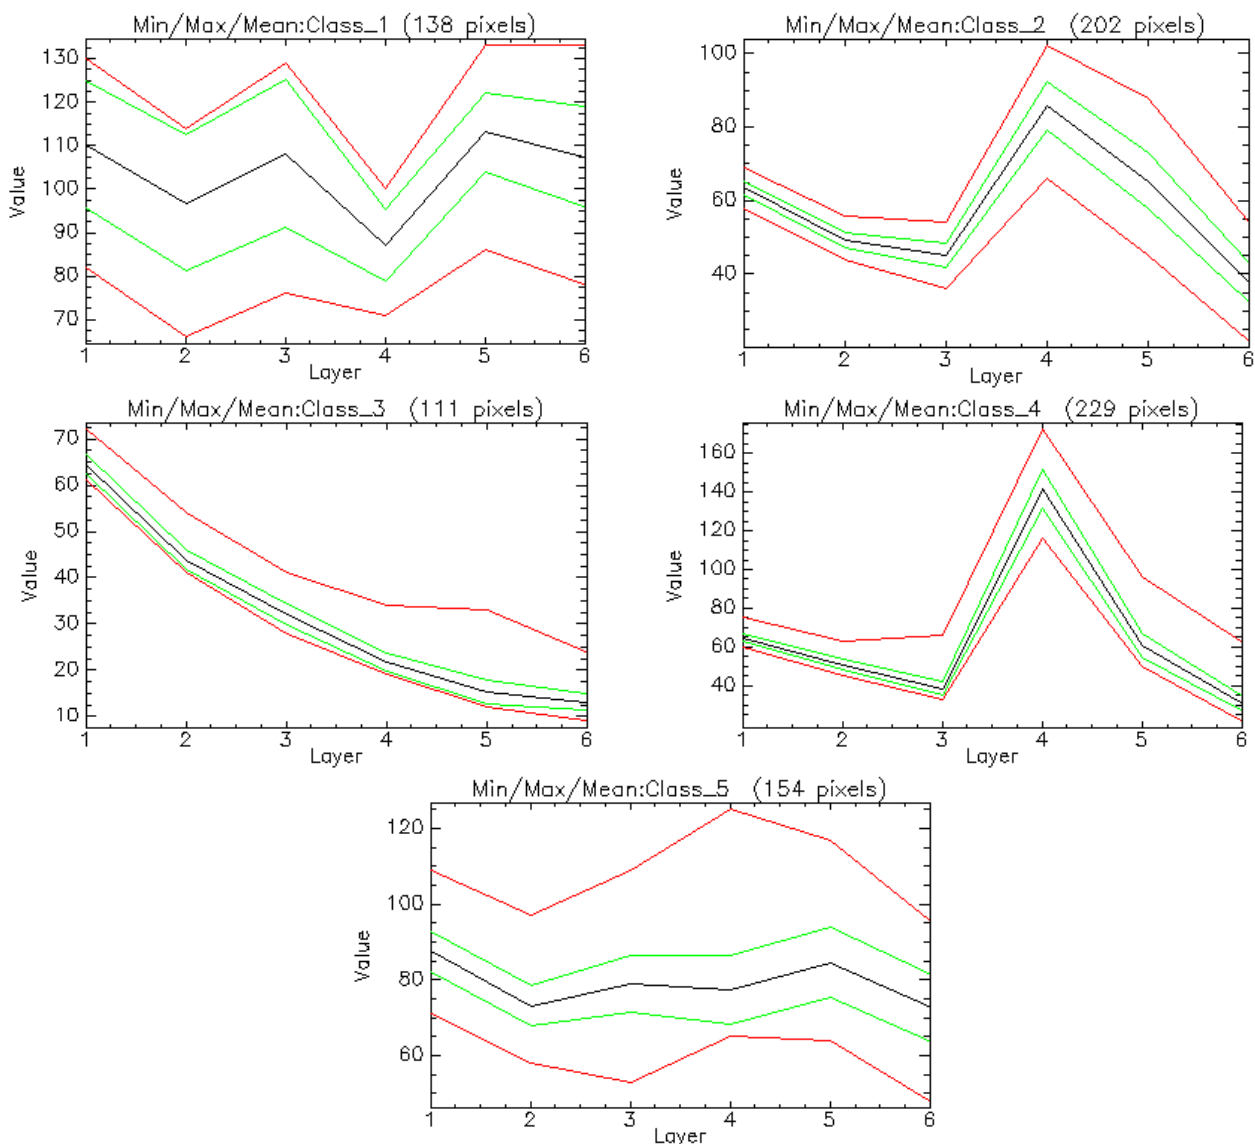 Min/Max/Mean:Class_1 (138 pixels)
130
120
110
100
90
80
70
Value
1 2 3 4 5 6
Layer
Min/Max/Mean:Class_2 (202 pixels)
100
80
60
40
Value
1 2 3 4 5 6
Layer
Min/Max/Mean:Class_3 (111 pixels)
70
60
50
40
30
20
10
Value
1 2 3 4 5 6
Layer
Min/Max/Mean:Class_4 (229 pixels)
160
140
120
100
80
60
40
Value
1 2 3 4 5 6
Layer
Min/Max/Mean:Class_5 (154 pixels)
120
100
80
60
Value
1 2 3 4 5 6
Layer